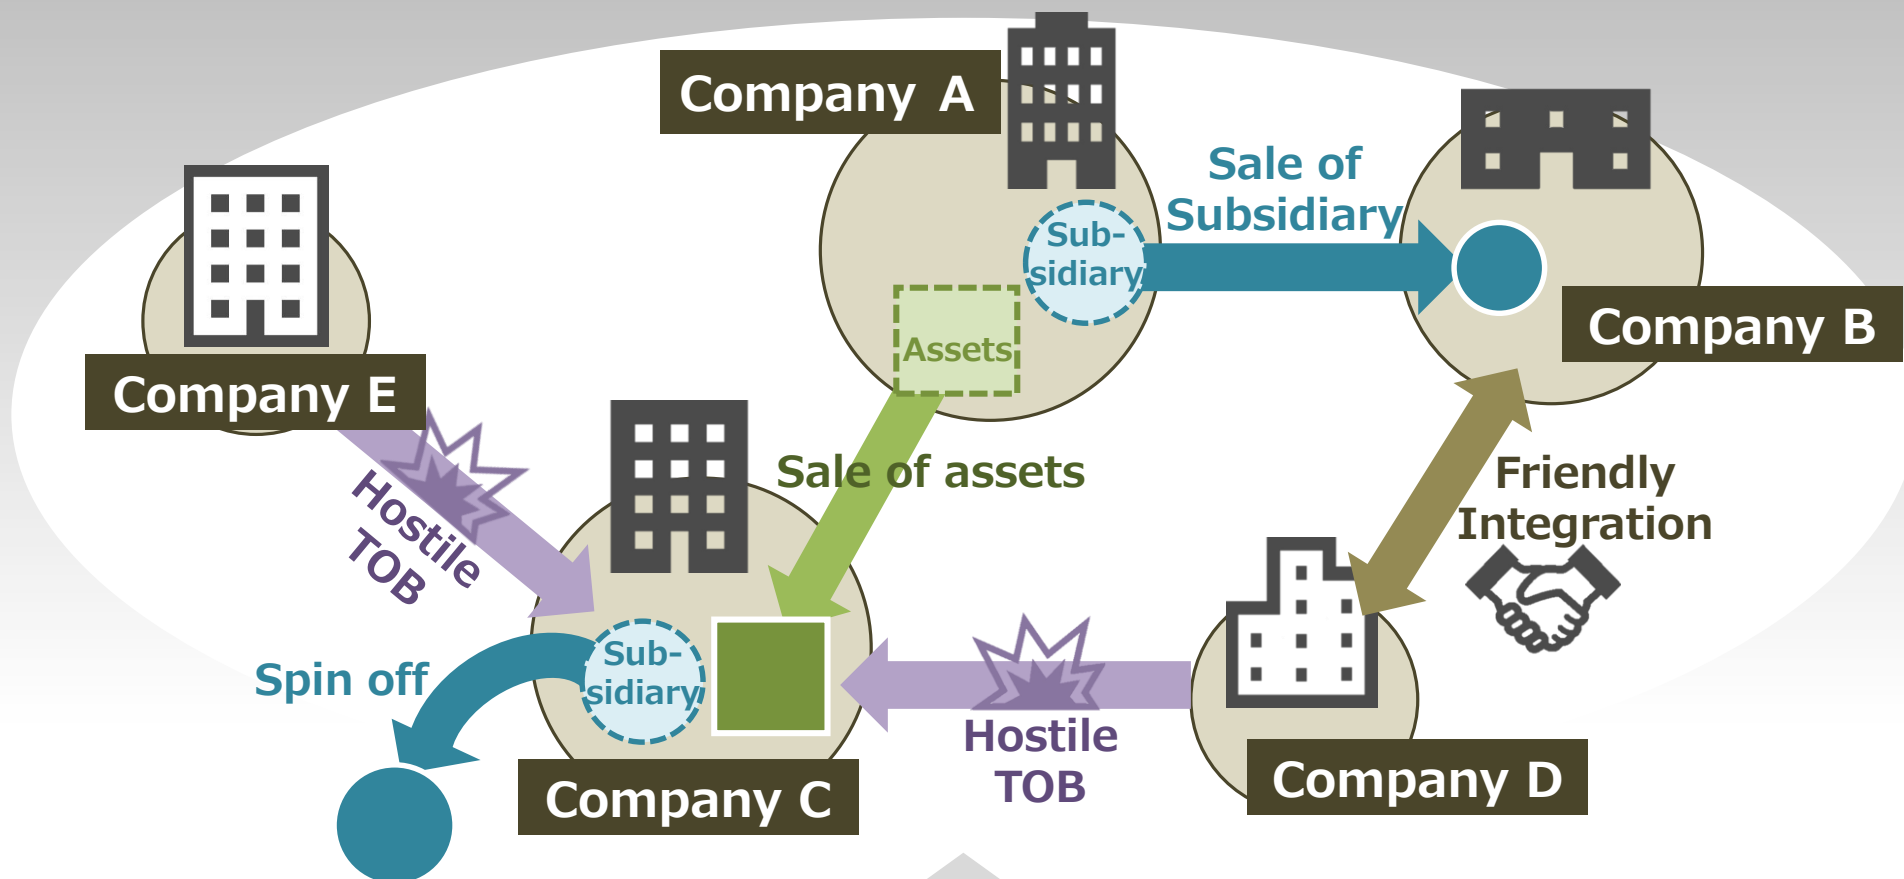 Company A
Sale of
Subsidiary
Sub-
sidiary
Assets
Company B
Company E
Hostile
TOB
Sale of assets
Friendly
Integration
Spin off
Sub-
sidiary
Hostile
TOB
Company C
Company D